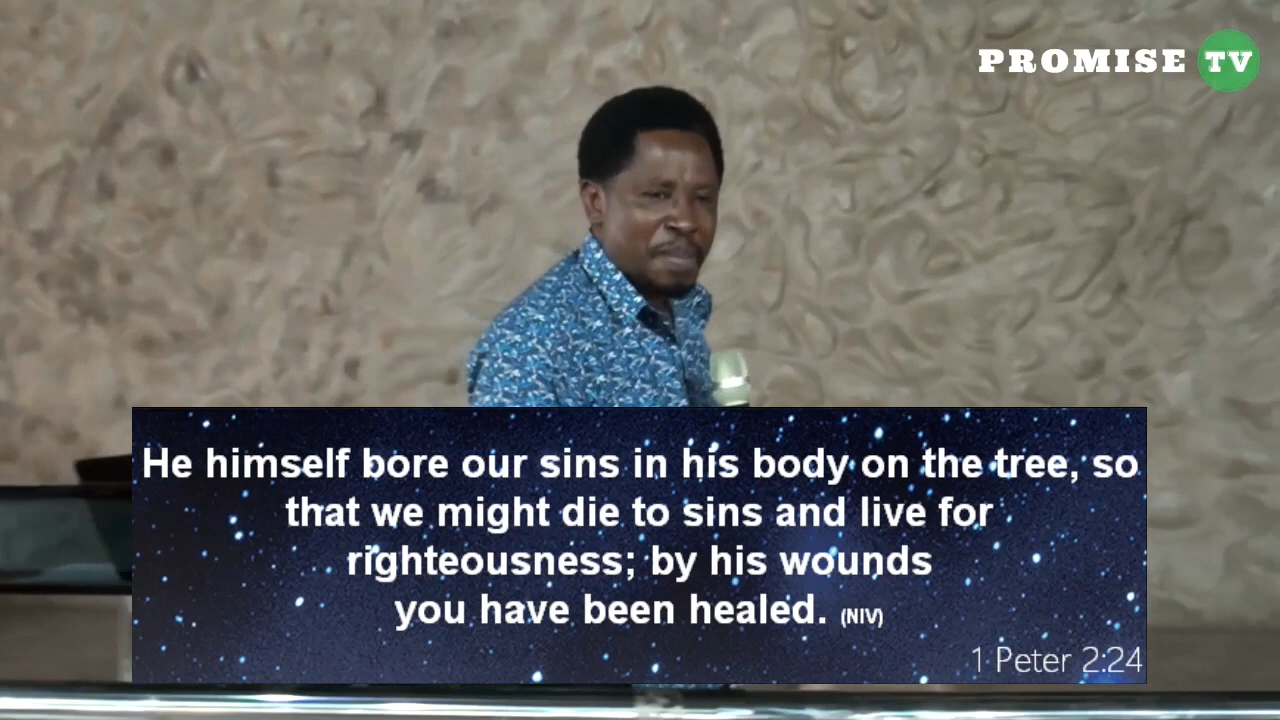 PROMISE TV
He himself bore our sins in his body on the tree, so
that we might die to sins and live for
righteousness; by his wounds
you have been healed. (NIV)
1 Peter 2:24